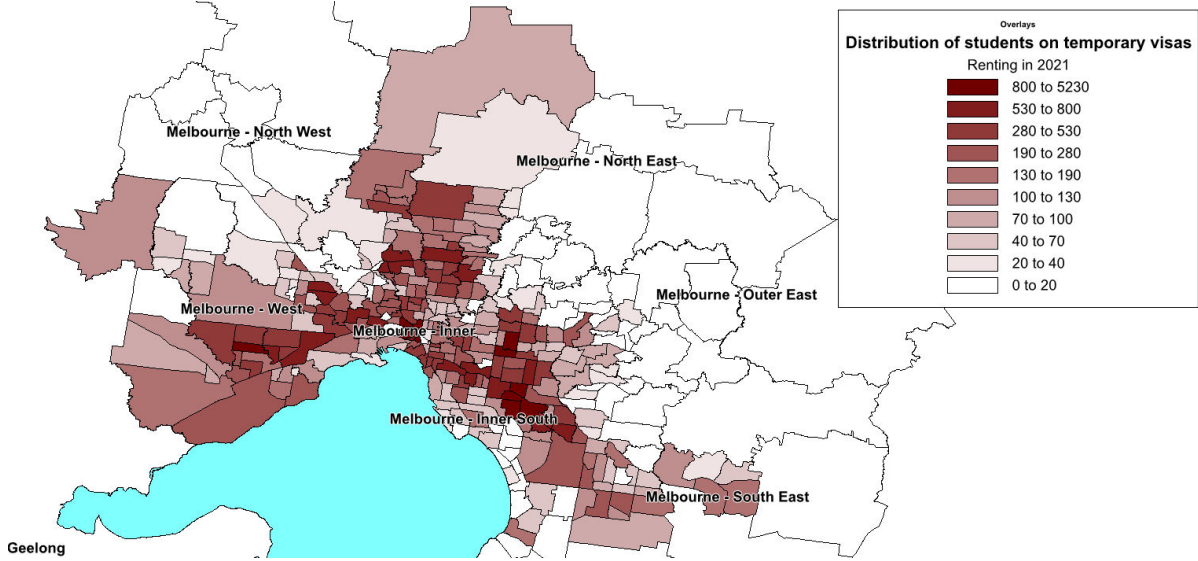 Overlays
Distribution of students on temporary visas
Renting in 2021
800 to 5230
530 to 800
280 to 530
190 to 280
130 to 190
100 to 130
70 to 100
40 to 70
20 to 40
0 to 20
Melbourne - North West
Melbourne - North East
Melbourne - Outer East
Melbourne - West
Melbourne - Inner
Melbourne - Inner South
Melbourne - South East
Geelong